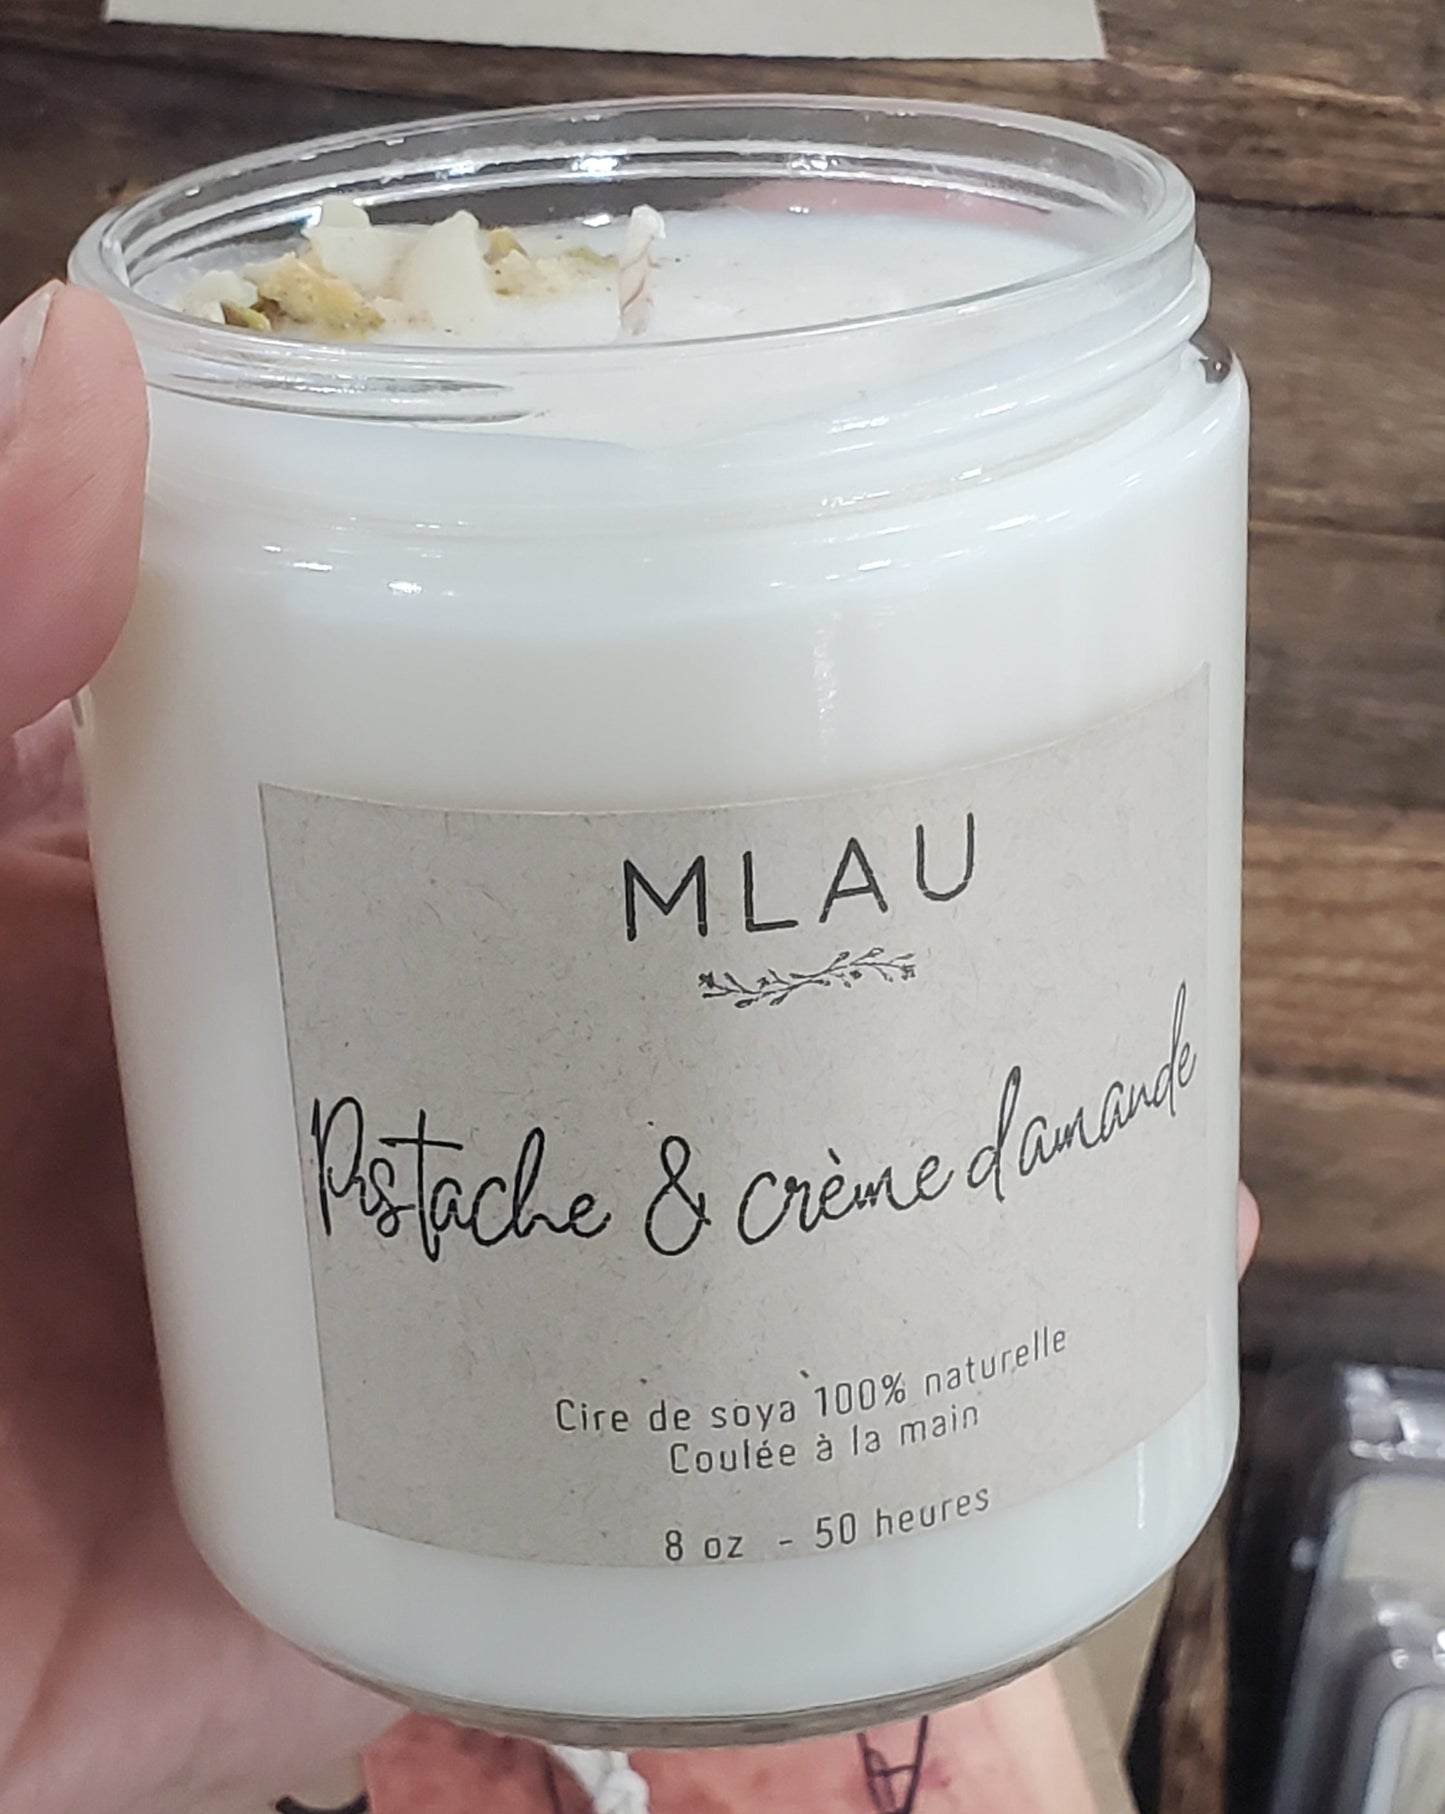 MLAU
Pistache & crème d'amande
Cire de soya 100% naturelle
Coulée à la main
8 oz - 50 heures